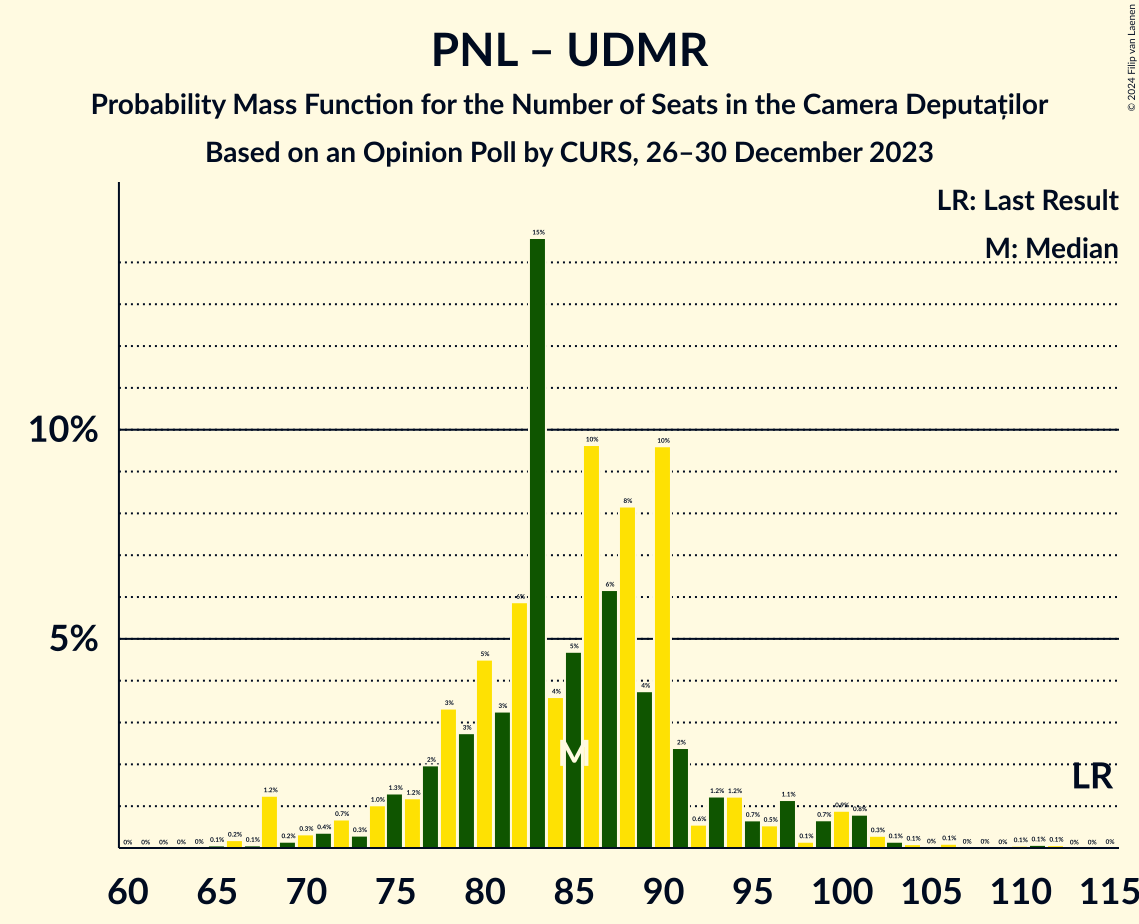 PNL – UDMR
Probability Mass Function for the Number of Seats in the Camera Deputaților
Based on an Opinion Poll by CURS, 26–30 December 2023
© 2024 Filip van Laenen
LR: Last Result
M: Median
10%
5%
0% 0% 0% 0% 0% 0.1% 0.2% 0.1% 1.2% 0.2% 0.3% 0.4% 0.7% 0.3% 1.0% 1.3% 1.2% 2% 3% 3% 5% 3% 6% 15% 4% 5% 10% 6% 8% 4% 10% 2% 0.6% 1.2% 1.2% 0.7% 0.5% 1.1% 0.1% 0.7% 0.9% 0.8% 0.3% 0.1% 0.1% 0% 0.1% 0% 0% 0% 0.1% 0.1% 0.1% 0% 0% 0%
M
LR
60 65 70 75 80 85 90 95 100 105 110 115